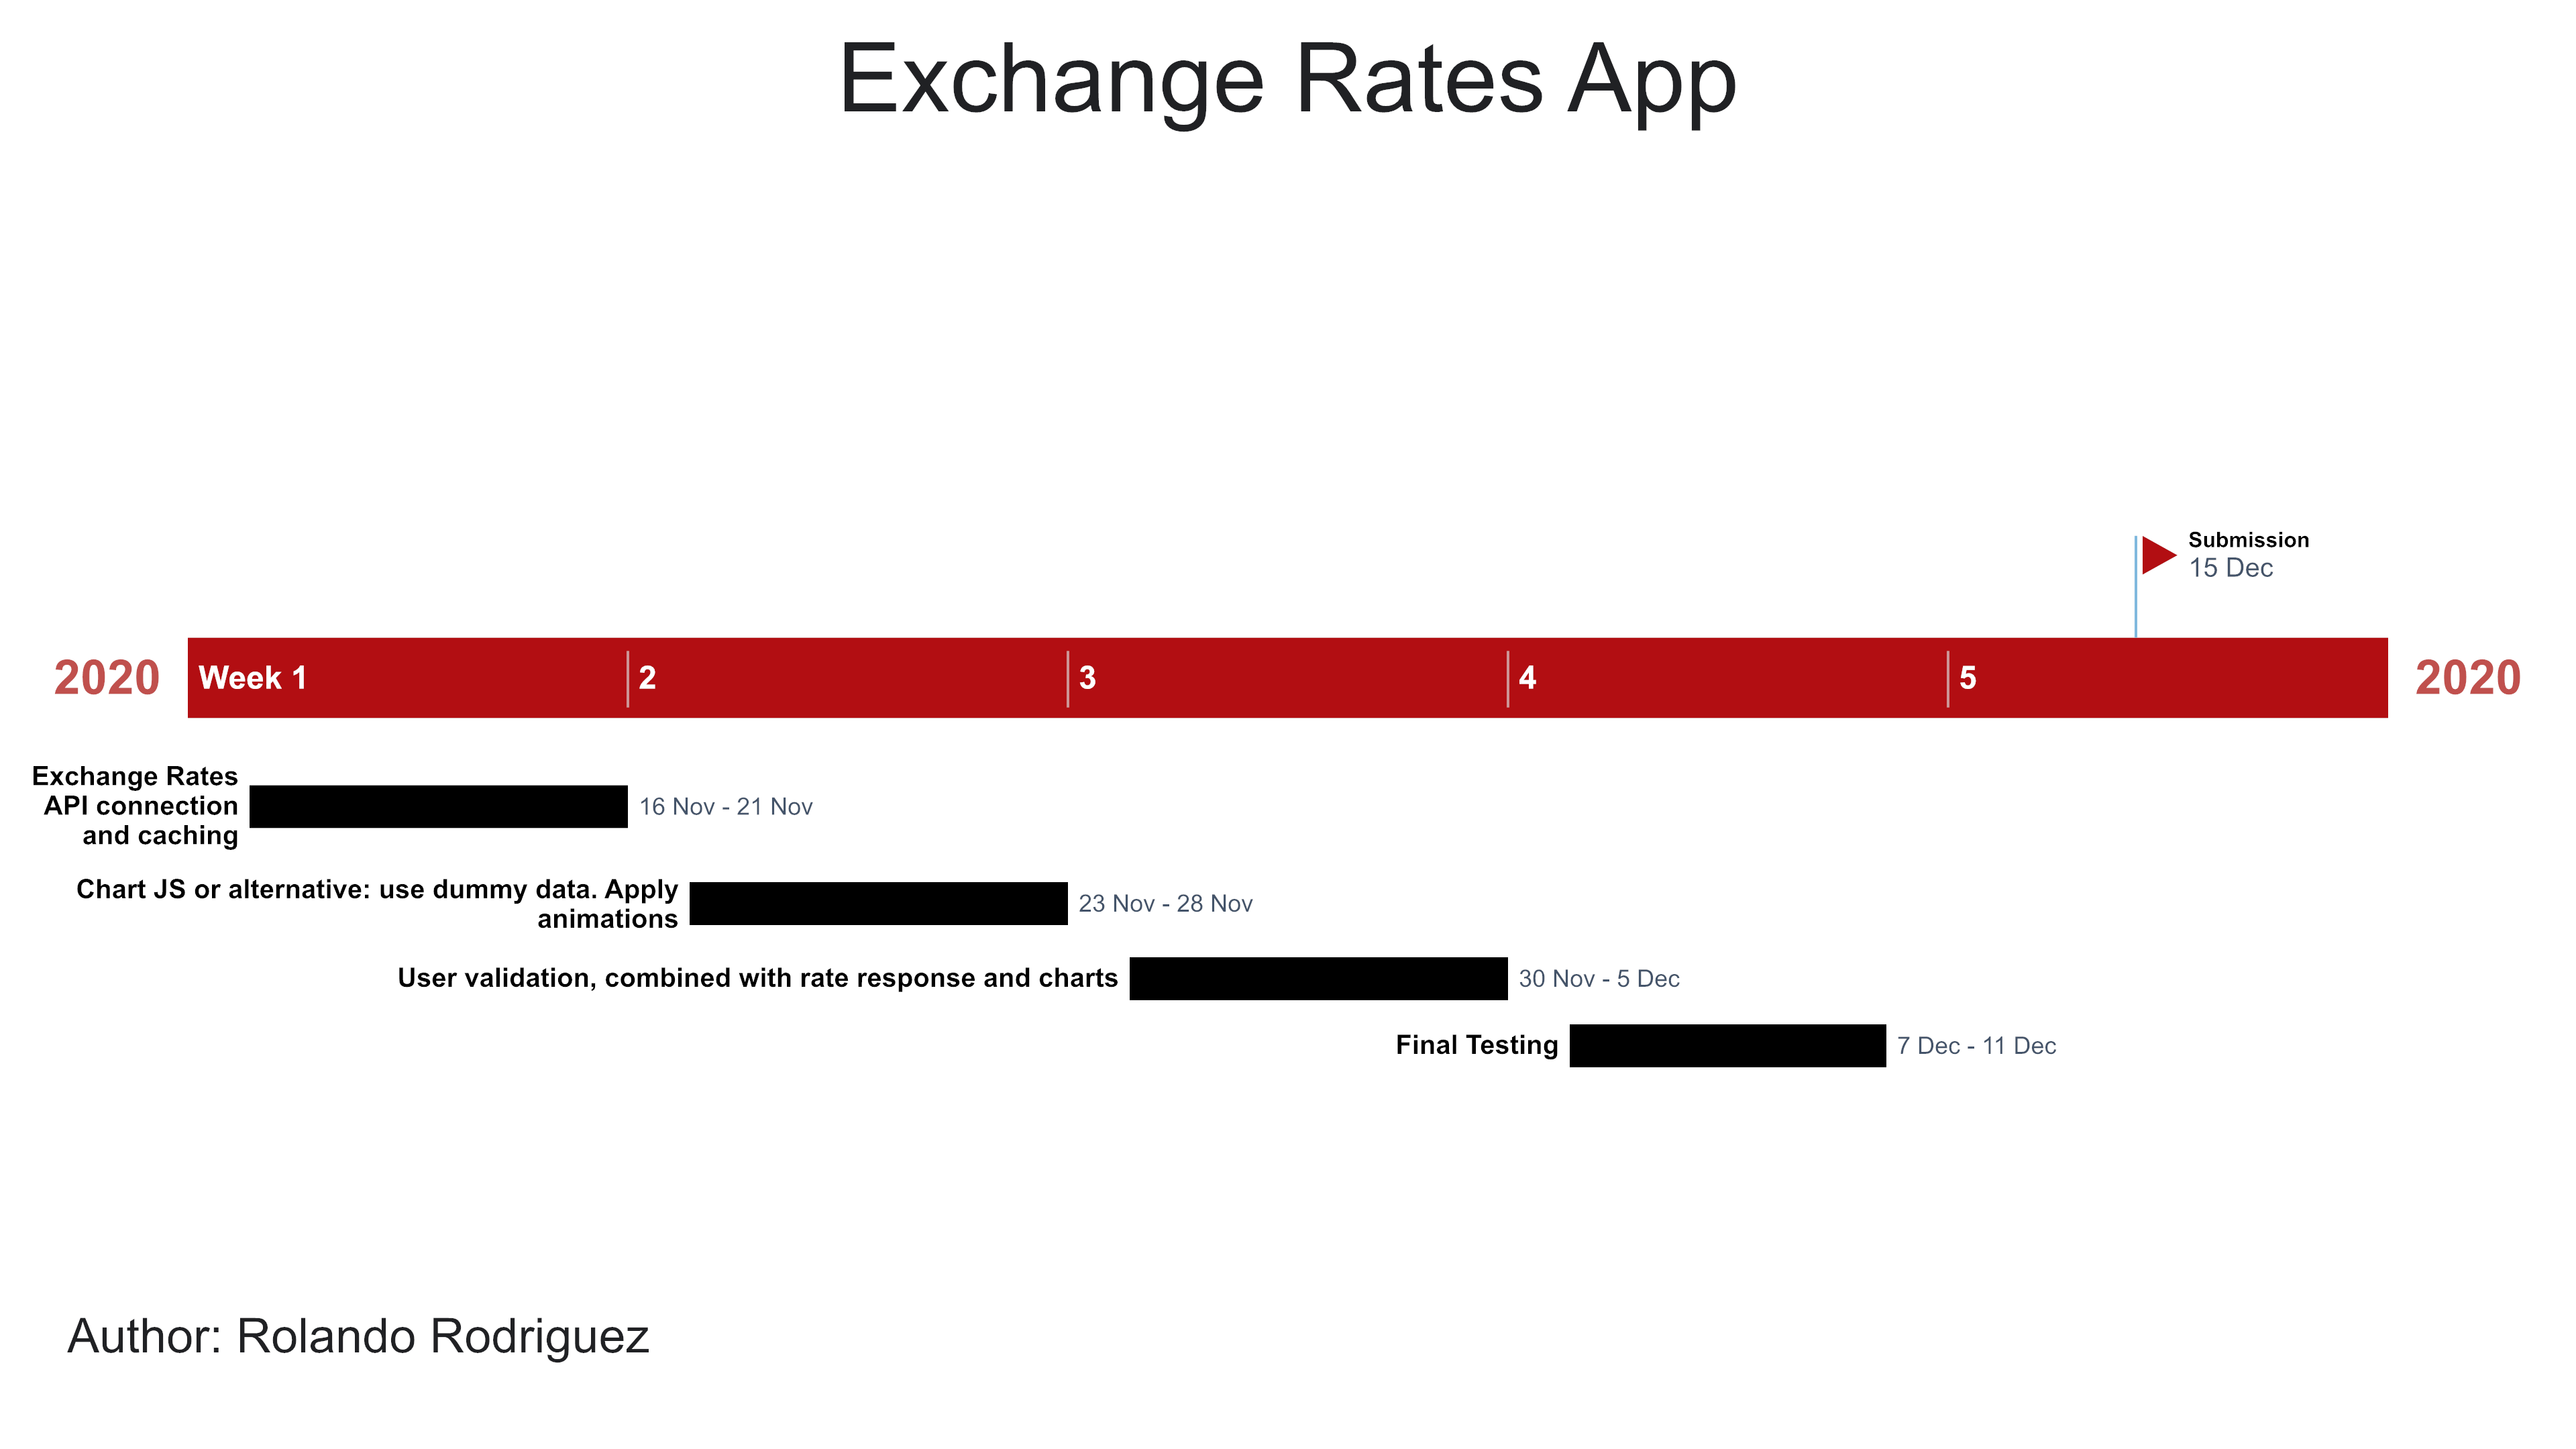 Exchange Rates App
Submission
15 Dec
2020
Week 1
2
3
4
5
2020
Exchange Rates
API connection
and caching
16 Nov - 21 Nov
Chart JS or alternative: use dummy data. Apply
animations
23 Nov - 28 Nov
User validation, combined with rate response and charts
30 Nov - 5 Dec
Final Testing
7 Dec - 11 Dec
Author: Rolando Rodriguez